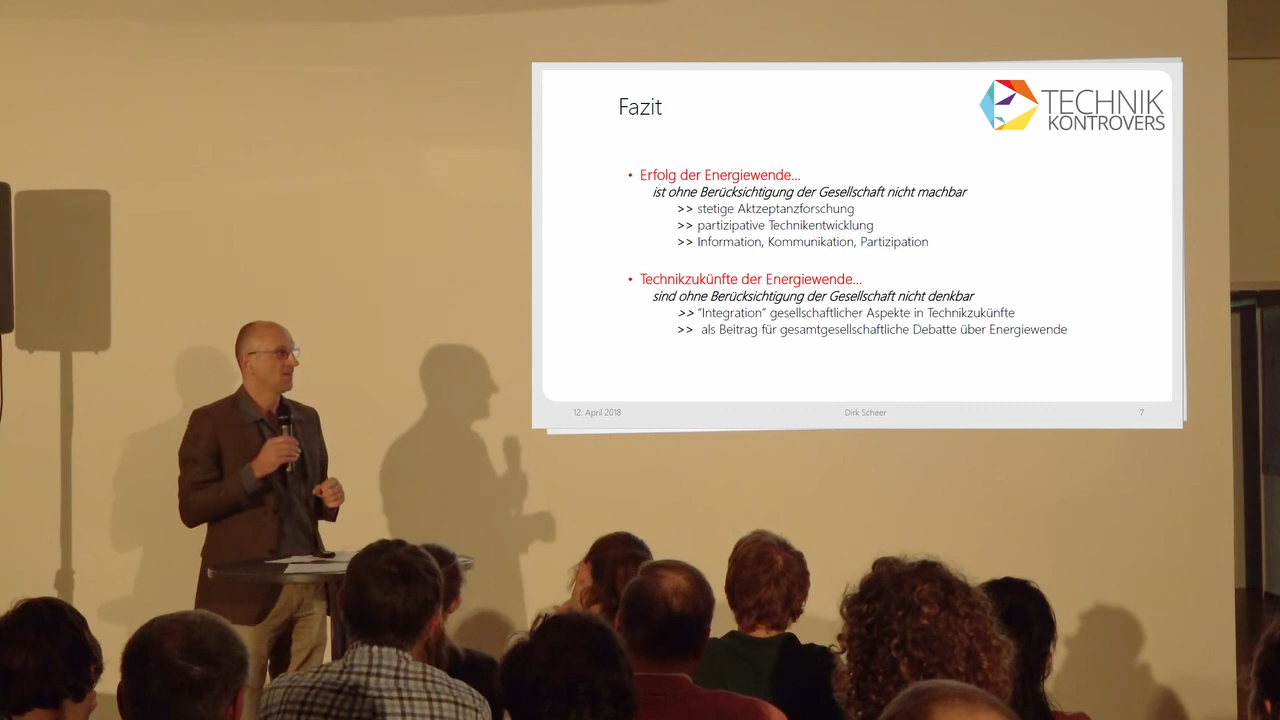 Fazit
TECHNIK
KONTROVERS
• Erfolg der Energiewende...
ist ohne Berücksichtigung der Gesellschaft nicht machbar
>> stetige Aktzeptanzforschung
>> partizipative Technikentwicklung
>> Information, Kommunikation, Partizipation
• Technikzukünfte der Energiewende...
sind ohne Berücksichtigung der Gesellschaft nicht denkbar
>> "Integration" gesellschaftlicher Aspekte in Technikzukünfte
>> als Beitrag für gesamtgesellschaftliche Debatte über Energiewende
12. April 2018 Dirk Scheer 7